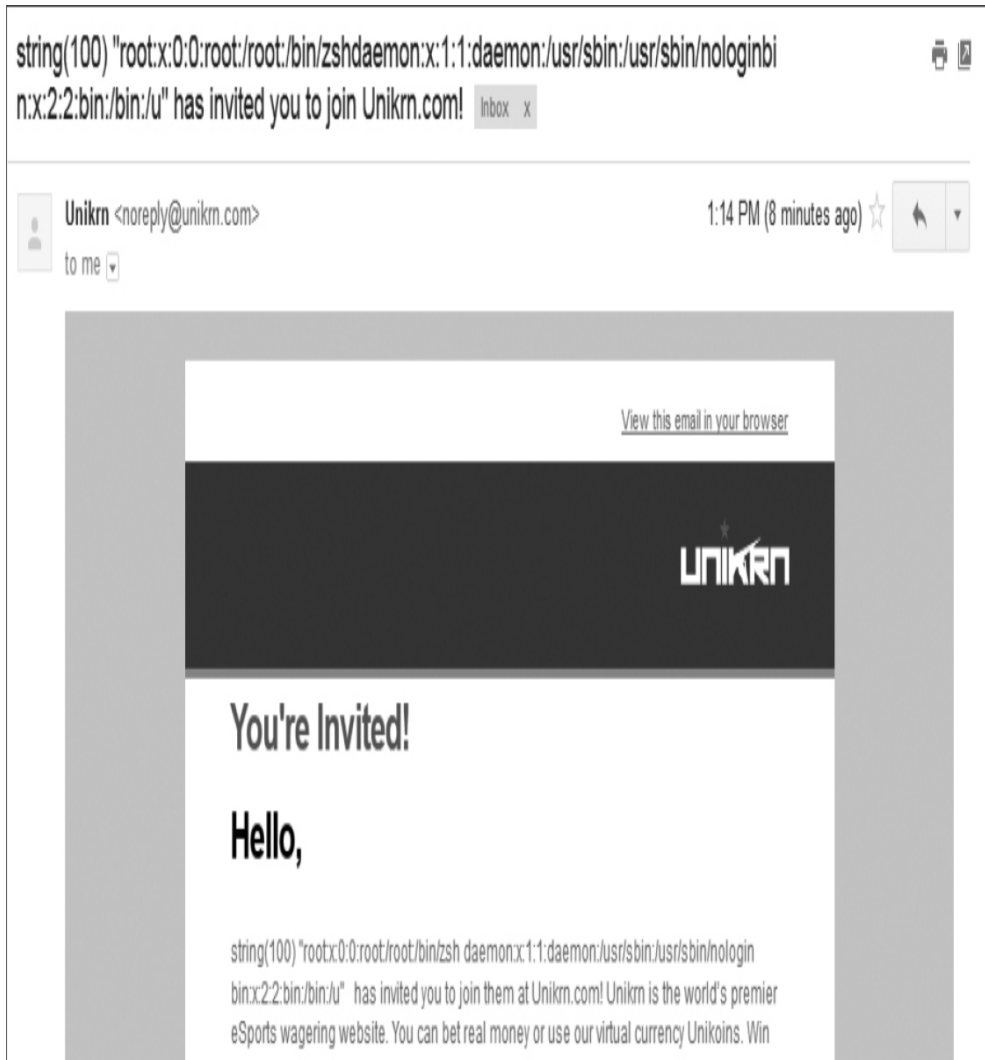 string(100) "root:x:0:0:root:/root:/bin/zshdaemon:x:1:1:daemon:/usr/sbin:/usr/sbin/nologinbi
n:x:2:2:bin:/bin:/u" has invited you to join Unikrn.com! Inbox x
Unikrn <noreply@unikrn.com>
1:14 PM (8 minutes ago)
to me
View this email in your browser
UNIKRN
You're Invited!
Hello,
string(100) "root:x:0:0:root:/root:/bin/zsh daemon:x:1:1:daemon:/usr/sbin:/usr/sbin/nologin
bin:x:2:2:bin:/bin:/u" has invited you to join them at Unikrn.com! Unikrn is the world's premier
eSports wagering website. You can bet real money or use our virtual currency Unikoins. Win